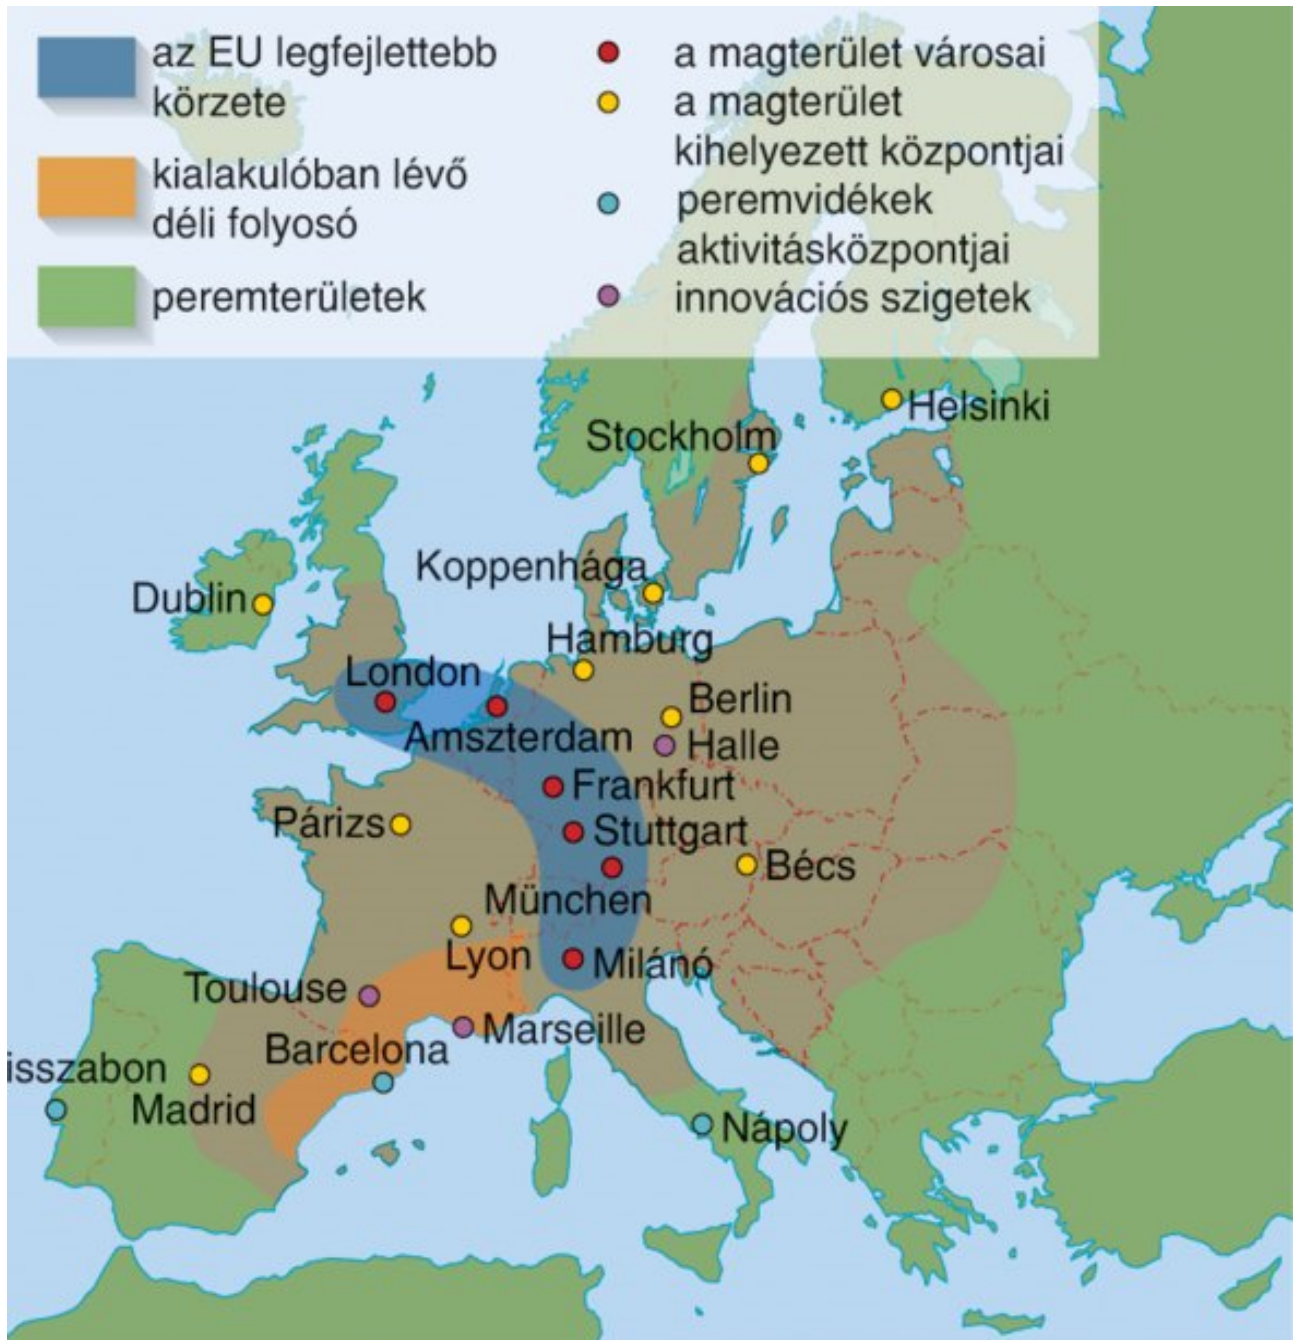 az EU legfejlettebb
körzete
kialakulóban lévő
déli folyosó
peremterületek
a magterület városai
a magterület
kihelyezett központjai
peremvidékek
aktivitásközpontjai
innovációs szigetek
Helsinki
Stockholm
Koppenhága
Dublin
Hamburg
London
Berlin
Amszterdam
Halle
Frankfurt
Párizs
Stuttgart
Bécs
München
Lyon
Milánó
Toulouse
Marseille
Barcelona
isszabon
Madrid
Nápoly